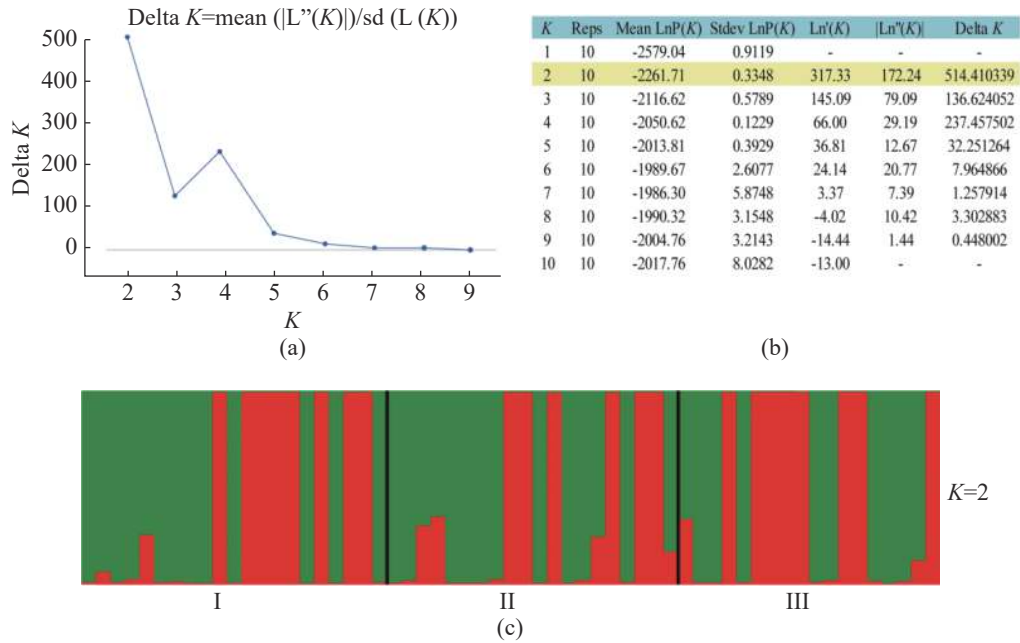 Delta K=mean (|L”(K)|)/sd (L (K))
500
400
300
200
100
0
Delta K
2 3 4 5 6 7 8 9
K
(a)
K Reps Mean LnP(K) Stdev LnP(K) Ln'(K) |Ln"(K)| Delta K
1 10 -2579.04 0.9119 - - -
2 10 -2261.71 0.3348 317.33 172.24 514.410339
3 10 -2116.62 0.5789 145.09 79.09 136.624052
4 10 -2050.62 0.1229 66.00 29.19 237.457502
5 10 -2013.81 0.3929 36.81 12.67 32.251264
6 10 -1989.67 2.6077 24.14 20.77 7.964866
7 10 -1986.30 5.8748 3.37 7.39 1.257914
8 10 -1990.32 3.1548 -4.02 10.42 3.302883
9 10 -2004.76 3.2143 -14.44 1.44 0.448002
10 10 -2017.76 8.0282 -13.00 - -
(b)
K=2
I II III
(c)